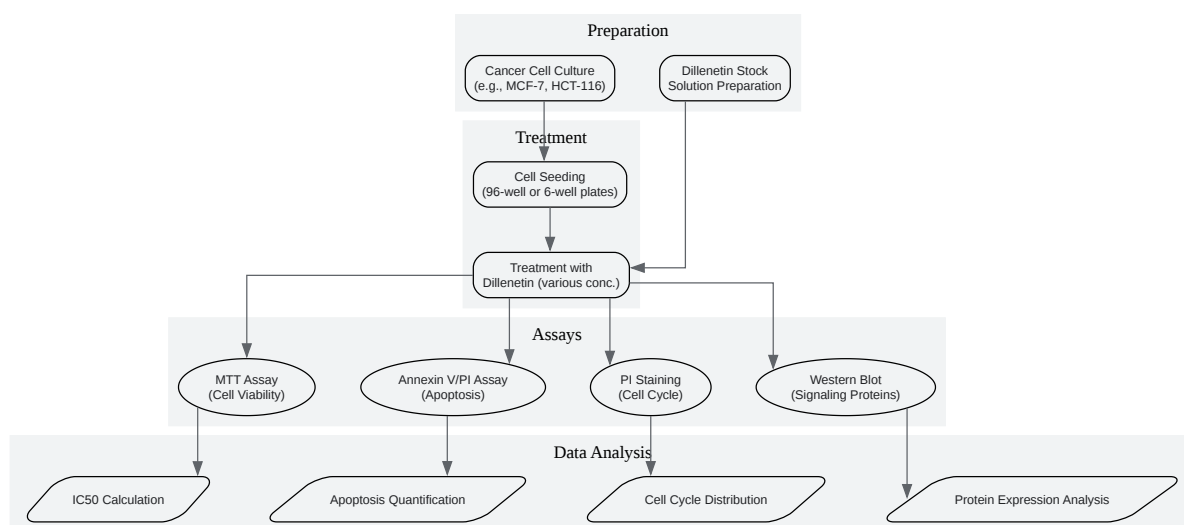 Preparation
Cancer Cell Culture
(e.g., MCF-7, HCT-116)
Dillenetin Stock
Solution Preparation
Treatment
Cell Seeding
(96-well or 6-well plates)
Treatment with
Dillenetin (various conc.)
Assays
MTT Assay
(Cell Viability)
Annexin V/PI Assay
(Apoptosis)
PI Staining
(Cell Cycle)
Western Blot
(Signaling Proteins)
Data Analysis
IC50 Calculation
Apoptosis Quantification
Cell Cycle Distribution
Protein Expression Analysis